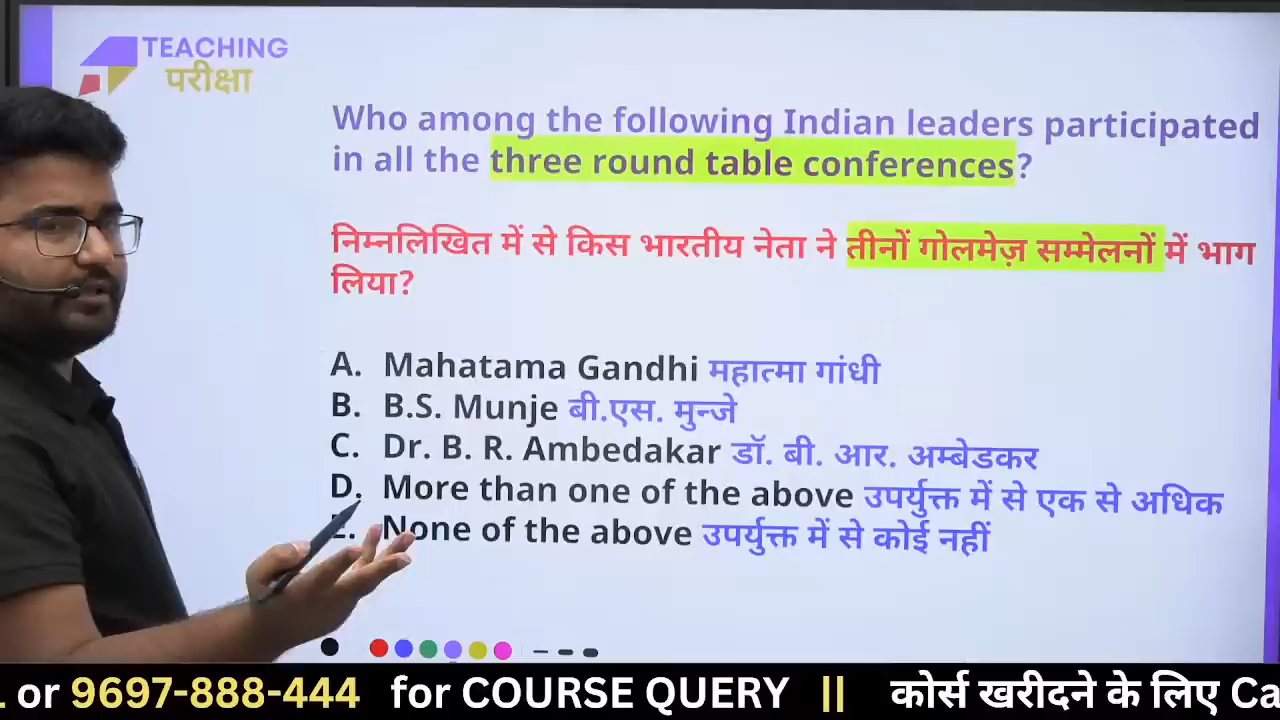 TEACHING
परीक्षा
Who among the following Indian leaders participated
in all the three round table conferences?
निम्नलिखित में से किस भारतीय नेता ने तीनों गोलमेज़ सम्मेलनों में भाग
लिया?
A. Mahatama Gandhi महात्मा गांधी
B. B.S. Munje बी.एस. मुन्जे
C. Dr. B. R. Ambedakar डॉ. बी. आर. अम्बेडकर
D. More than one of the above उपर्युक्त में से एक से अधिक
E. None of the above उपर्युक्त में से कोई नहीं
or 9697-888-444 for COURSE QUERY || कोर्स खरीदने के लिए Ca